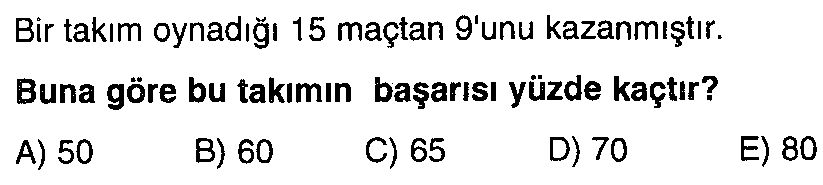 Bir takım oynadığı 15 maçtan 9'unu kazanmıştır.
Buna göre bu takımın başarısı yüzde kaçtır?
A) 50 B) 60 C) 65 D) 70 E) 80